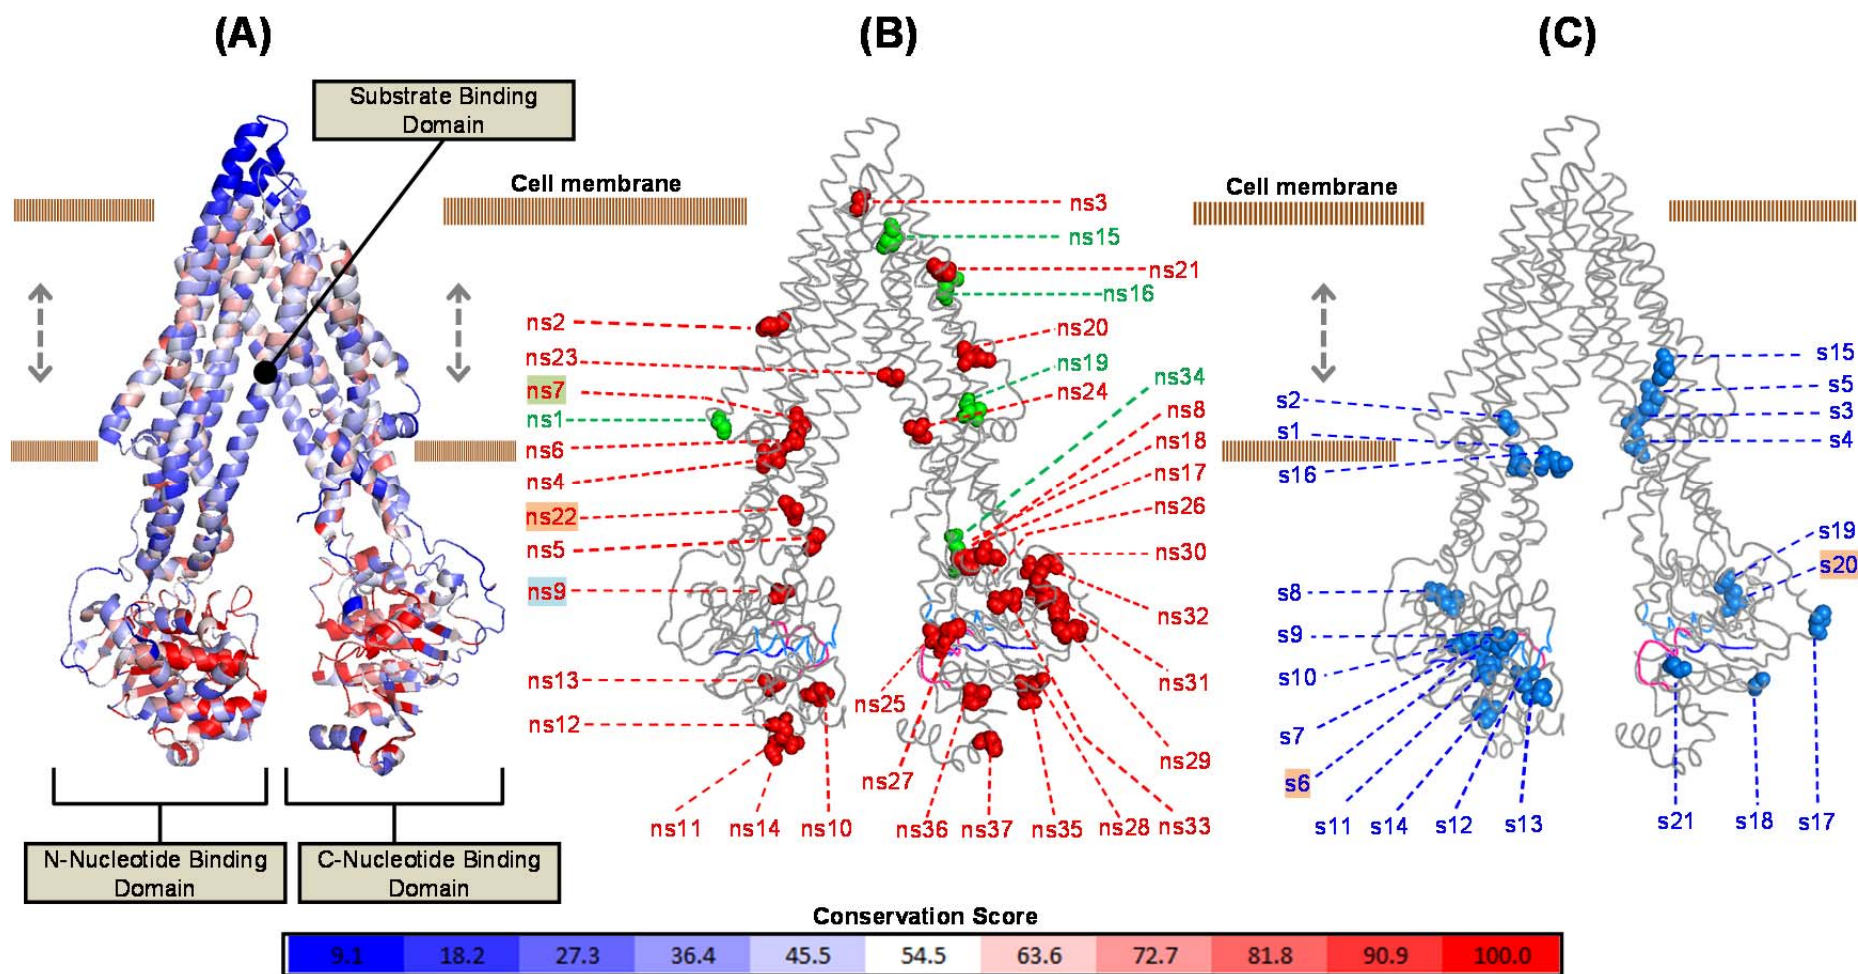 (A)
(B)
(C)
Substrate Binding
Domain
Cell membrane
Cell membrane
ns3
ns15
ns21
ns16
ns2
ns20
ns23
ns19
ns7
ns24
ns34
ns1
ns8
ns6
ns18
ns4
ns17
ns22
ns26
ns5
ns30
ns9
ns32
ns13
ns31
ns25
ns12
ns29
ns27
ns11
ns14
ns10
ns36
ns37
ns35
ns28
ns33
s15
s5
s2
s3
s1
s4
s16
s19
s20
s8
s9
s10
s7
s6
s11
s14
s12
s13
s21
s18
s17
N-Nucleotide Binding
Domain
C-Nucleotide Binding
Domain
Conservation Score
9.1 18.2 27.3 36.4 45.5 54.5 63.6 72.7 81.8 90.9 100.0